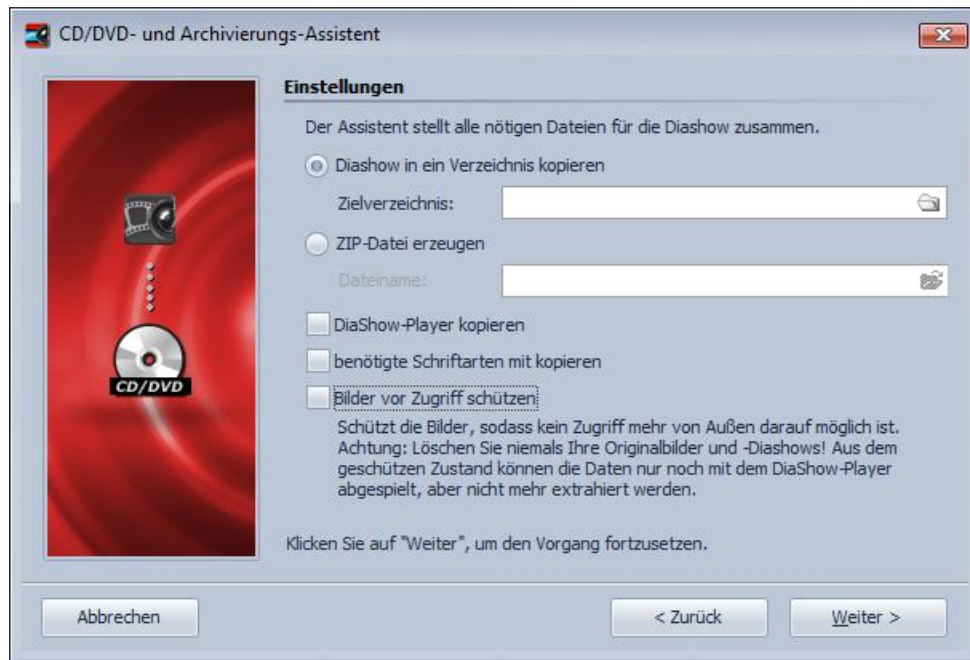 CD/DVD- und Archivierungs-Assistent
Einstellungen
Der Assistent stellt alle nötigen Dateien für die Diashow zusammen.
Diashow in ein Verzeichnis kopieren
Zielverzeichnis:
ZIP-Datei erzeugen
Dateiname:
DiaShow-Player kopieren
benötigte Schriftarten mit kopieren
Bilder vor Zugriff schützen
Schützt die Bilder, sodass kein Zugriff mehr von Außen darauf möglich ist.
Achtung: Löschen Sie niemals Ihre Originalbilder und -Diashows! Aus dem
geschützen Zustand können die Daten nur noch mit dem DiaShow-Player
abgespielt, aber nicht mehr extrahiert werden.
CD/DVD
Klicken Sie auf "Weiter", um den Vorgang fortzusetzen.
Abbrechen
< Zurück
Weiter >